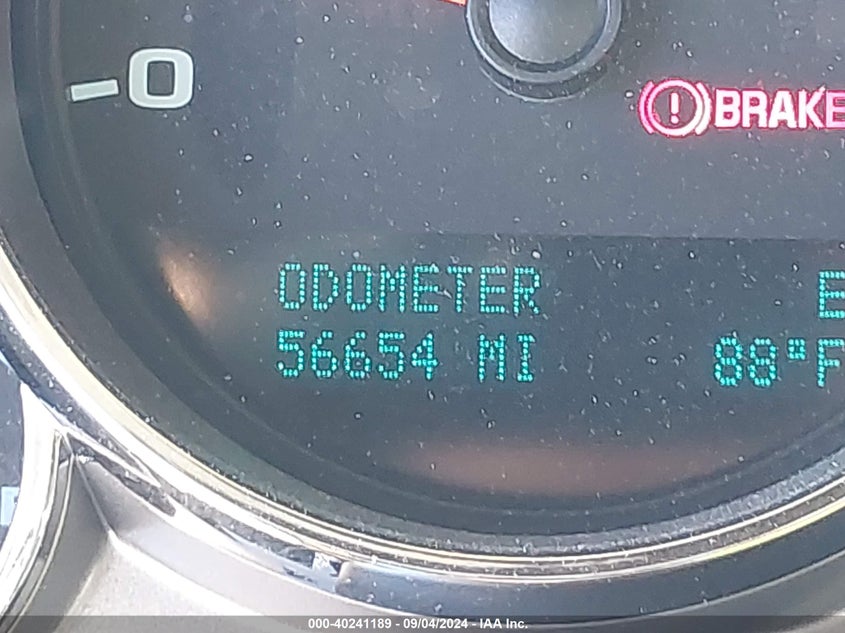 0
BRAKE
ODOMETER E
56654 MI 88°F
000-40241189 - 09/04/2024 - IAA Inc.